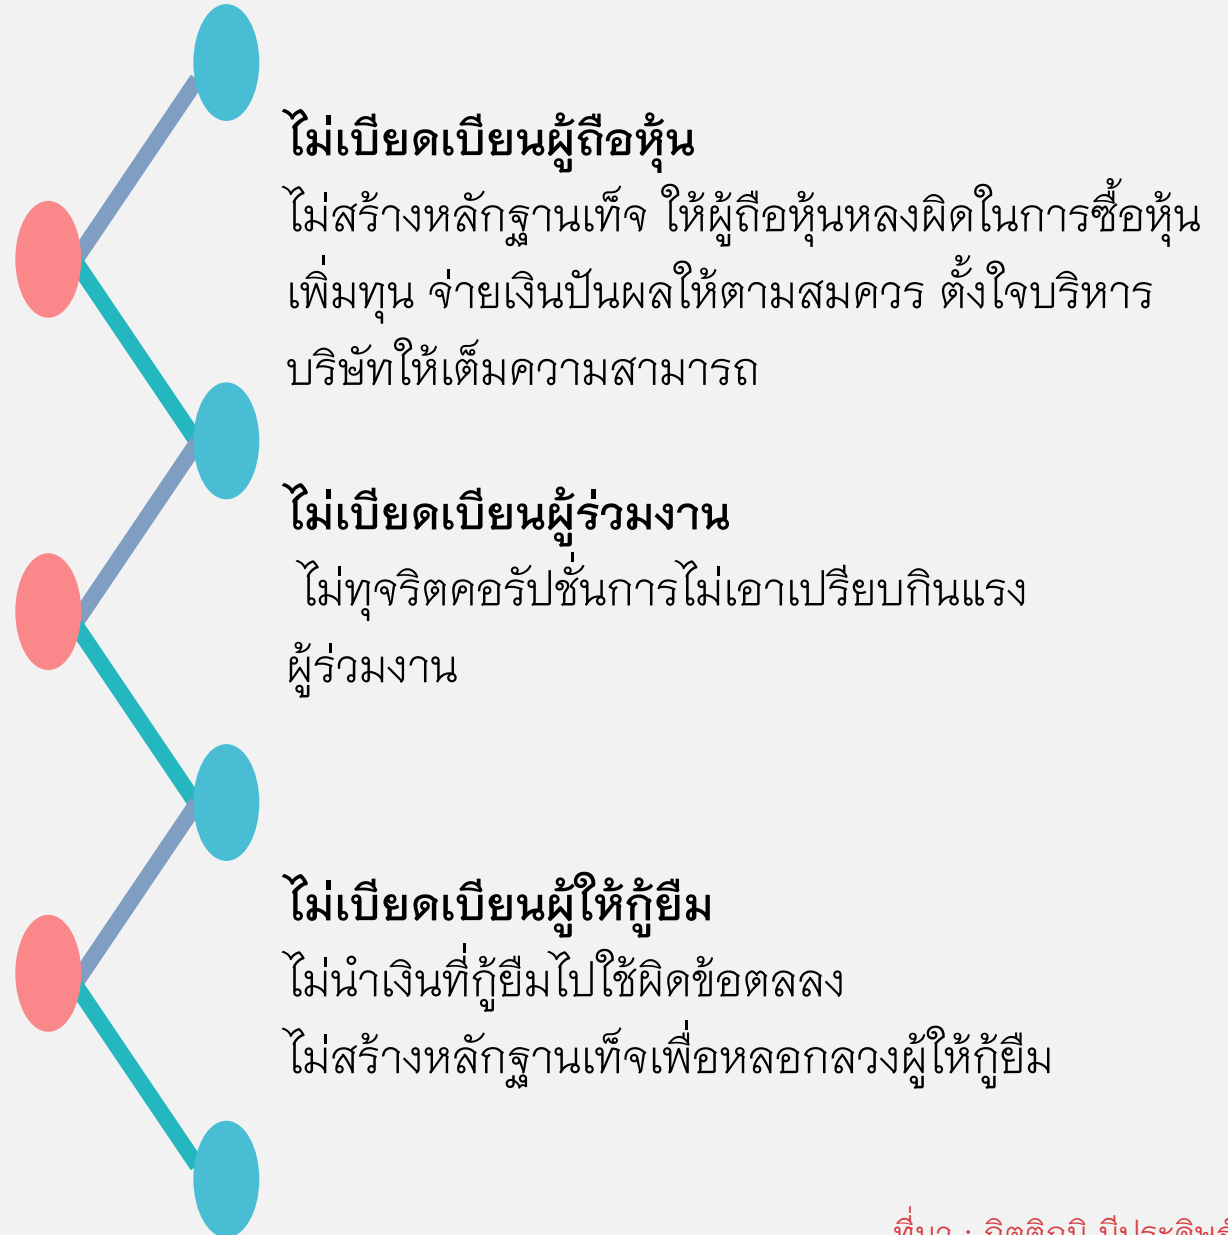 ไม่เบียดเบียนผู้ถือหุ้น
ไม่สร้างหลักฐานเท็จ ให้ผู้ถือหุ้นหลงผิดในการซื้อหุ้น
เพิ่มทุน จ่ายเงินปันผลให้ตามสมควร ตั้งใจบริหาร
บริษัทให้เต็มความสามารถ
ไม่เบียดเบียนผู้ร่วมงาน
ไม่ทุจริตคอรัปชั่นการไม่เอาเปรียบกินแรง
ผู้ร่วมงาน
ไม่เบียดเบียนผู้ให้กู้ยืม
ไม่นำเงินที่กู้ยืมไปใช้ผิดข้อตลลง
ไม่สร้างหลักฐานเท็จเพื่อหลอกลวงผู้ให้กู้ยืม
ที่มา :